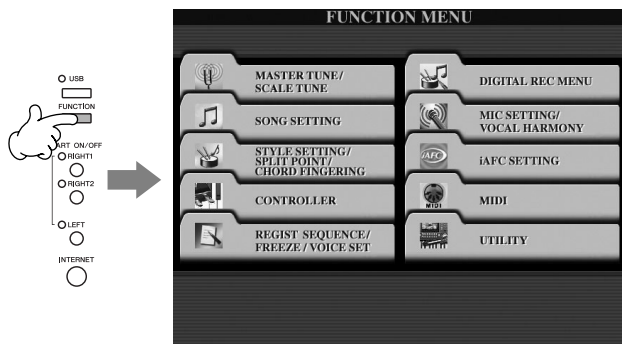 FUNCTION MENU
USB
FUNCTION
ART ON/OFF
RIGHT1
RIGHT2
LEFT
INTERNET
MASTER TUNE/
SCALE TUNE
SONG SETTING
STYLE SETTING/
SPLIT POINT/
CHORD FINGERING
CONTROLLER
REGIST SEQUENCE/
FREEZE / VOICE SET
DIGITAL REC MENU
MIC SETTING/
VOCAL HARMONY
iAFC
iAFC SETTING
MIDI
MIDI
UTILITY